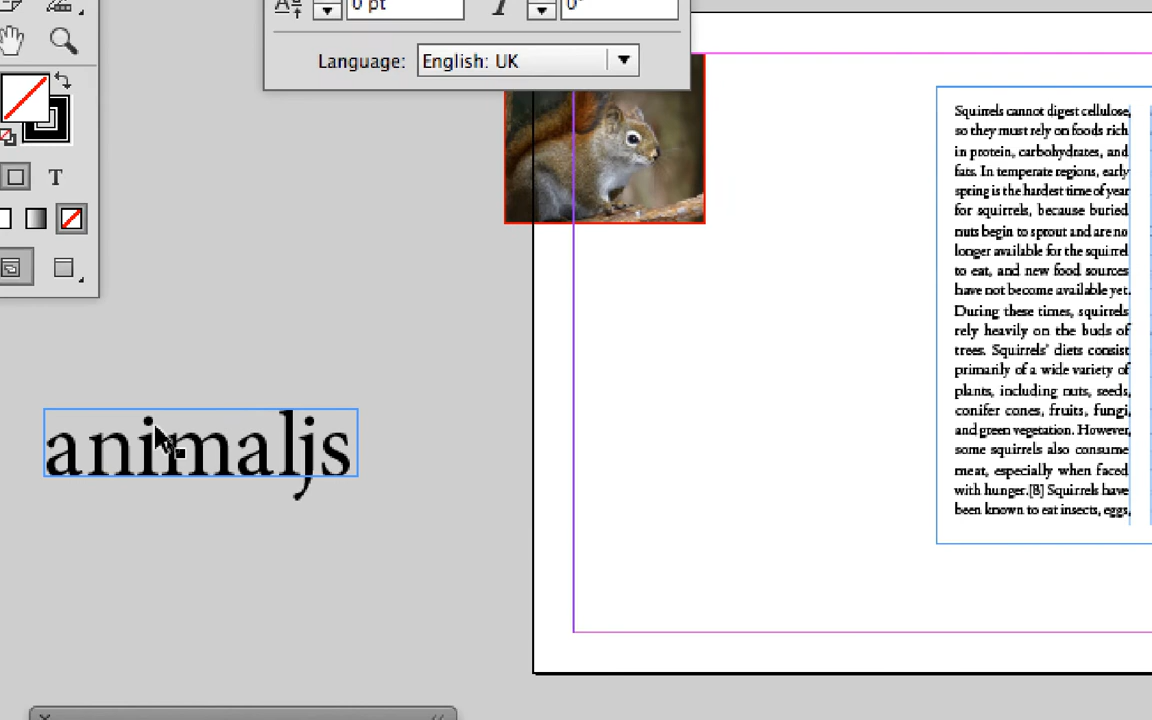 0 pt
0°
Language: English: UK
T
animaljs
Squirrels cannot digest cellulose,
so they must rely on foods rich
in protein, carbohydrates, and
fats. In temperate regions, early
spring is the hardest time of year
for squirrels, because buried
nuts begin to sprout and are no
longer available for the squirrel
to eat, and new food sources
have not become available yet.
During these times, squirrels
rely heavily on the buds of
trees. Squirrels' diets consist
primarily of a wide variety of
plants, including nuts, seeds,
conifer cones, fruits, fungi,
and green vegetation. However,
some squirrels also consume
meat, especially when faced
with hunger.[8] Squirrels have
been known to eat insects, eggs,